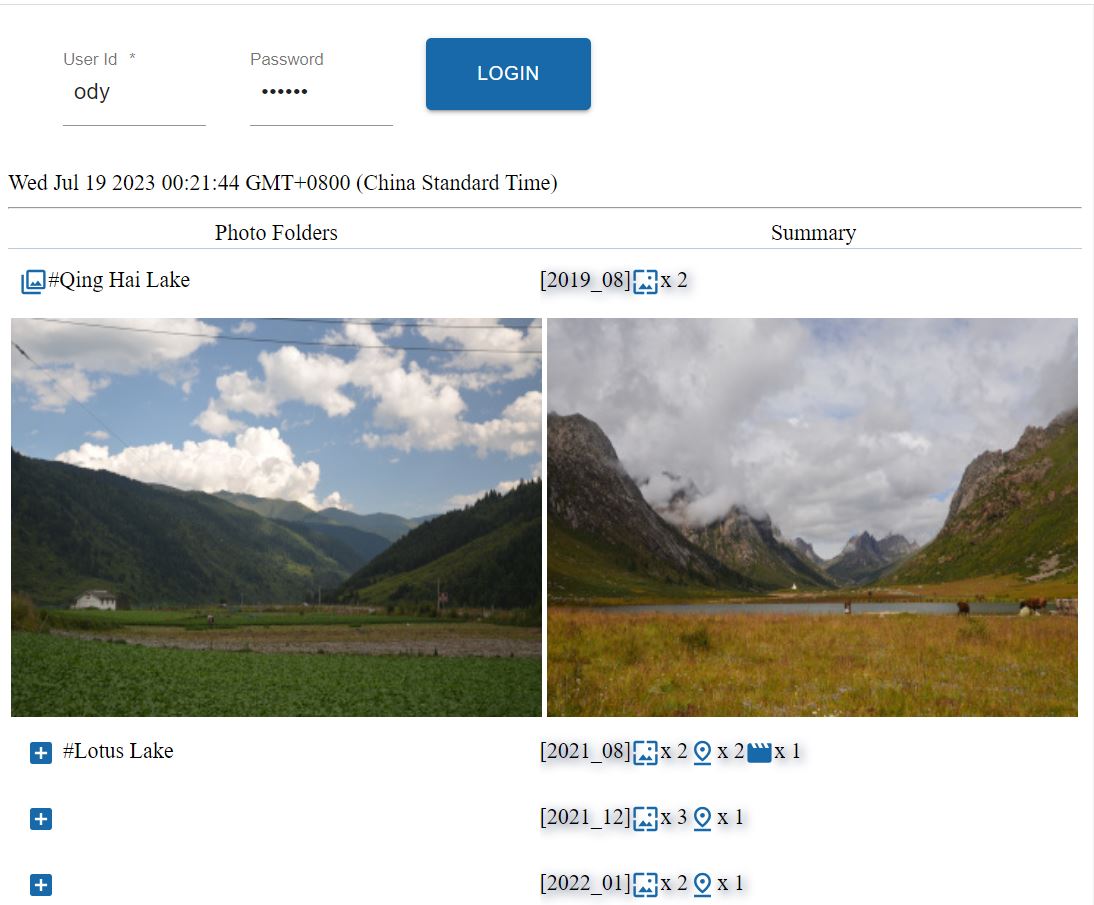 User Id *
Password
ody
••••••
LOGIN
Wed Jul 19 2023 00:21:44 GMT+0800 (China Standard Time)
Photo Folders
Summary
#Qing Hai Lake
[2019_08] x 2
#Lotus Lake
[2021_08] x 2 x 2 x 1
[2021_12] x 3 x 1
[2022_01] x 2 x 1